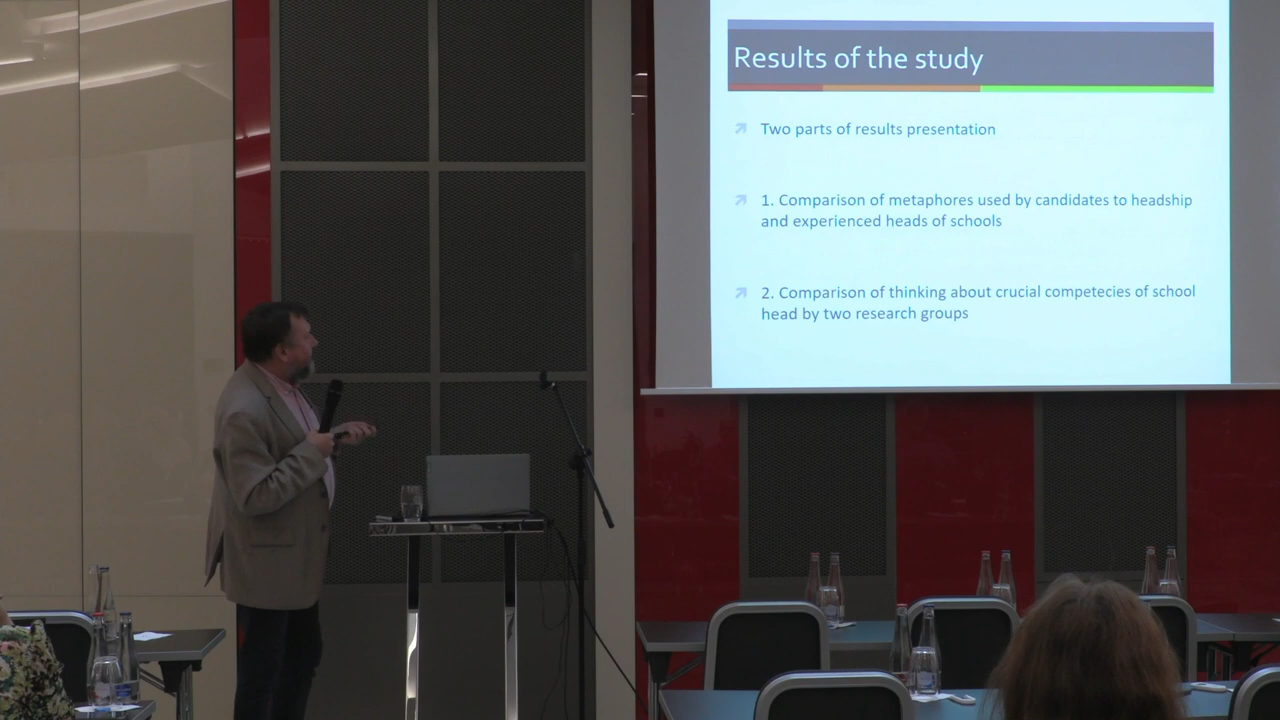 Results of the study
Two parts of results presentation
1. Comparison of metaphores used by candidates to headship
and experienced heads of schools
2. Comparison of thinking about crucial competecies of school
head by two research groups